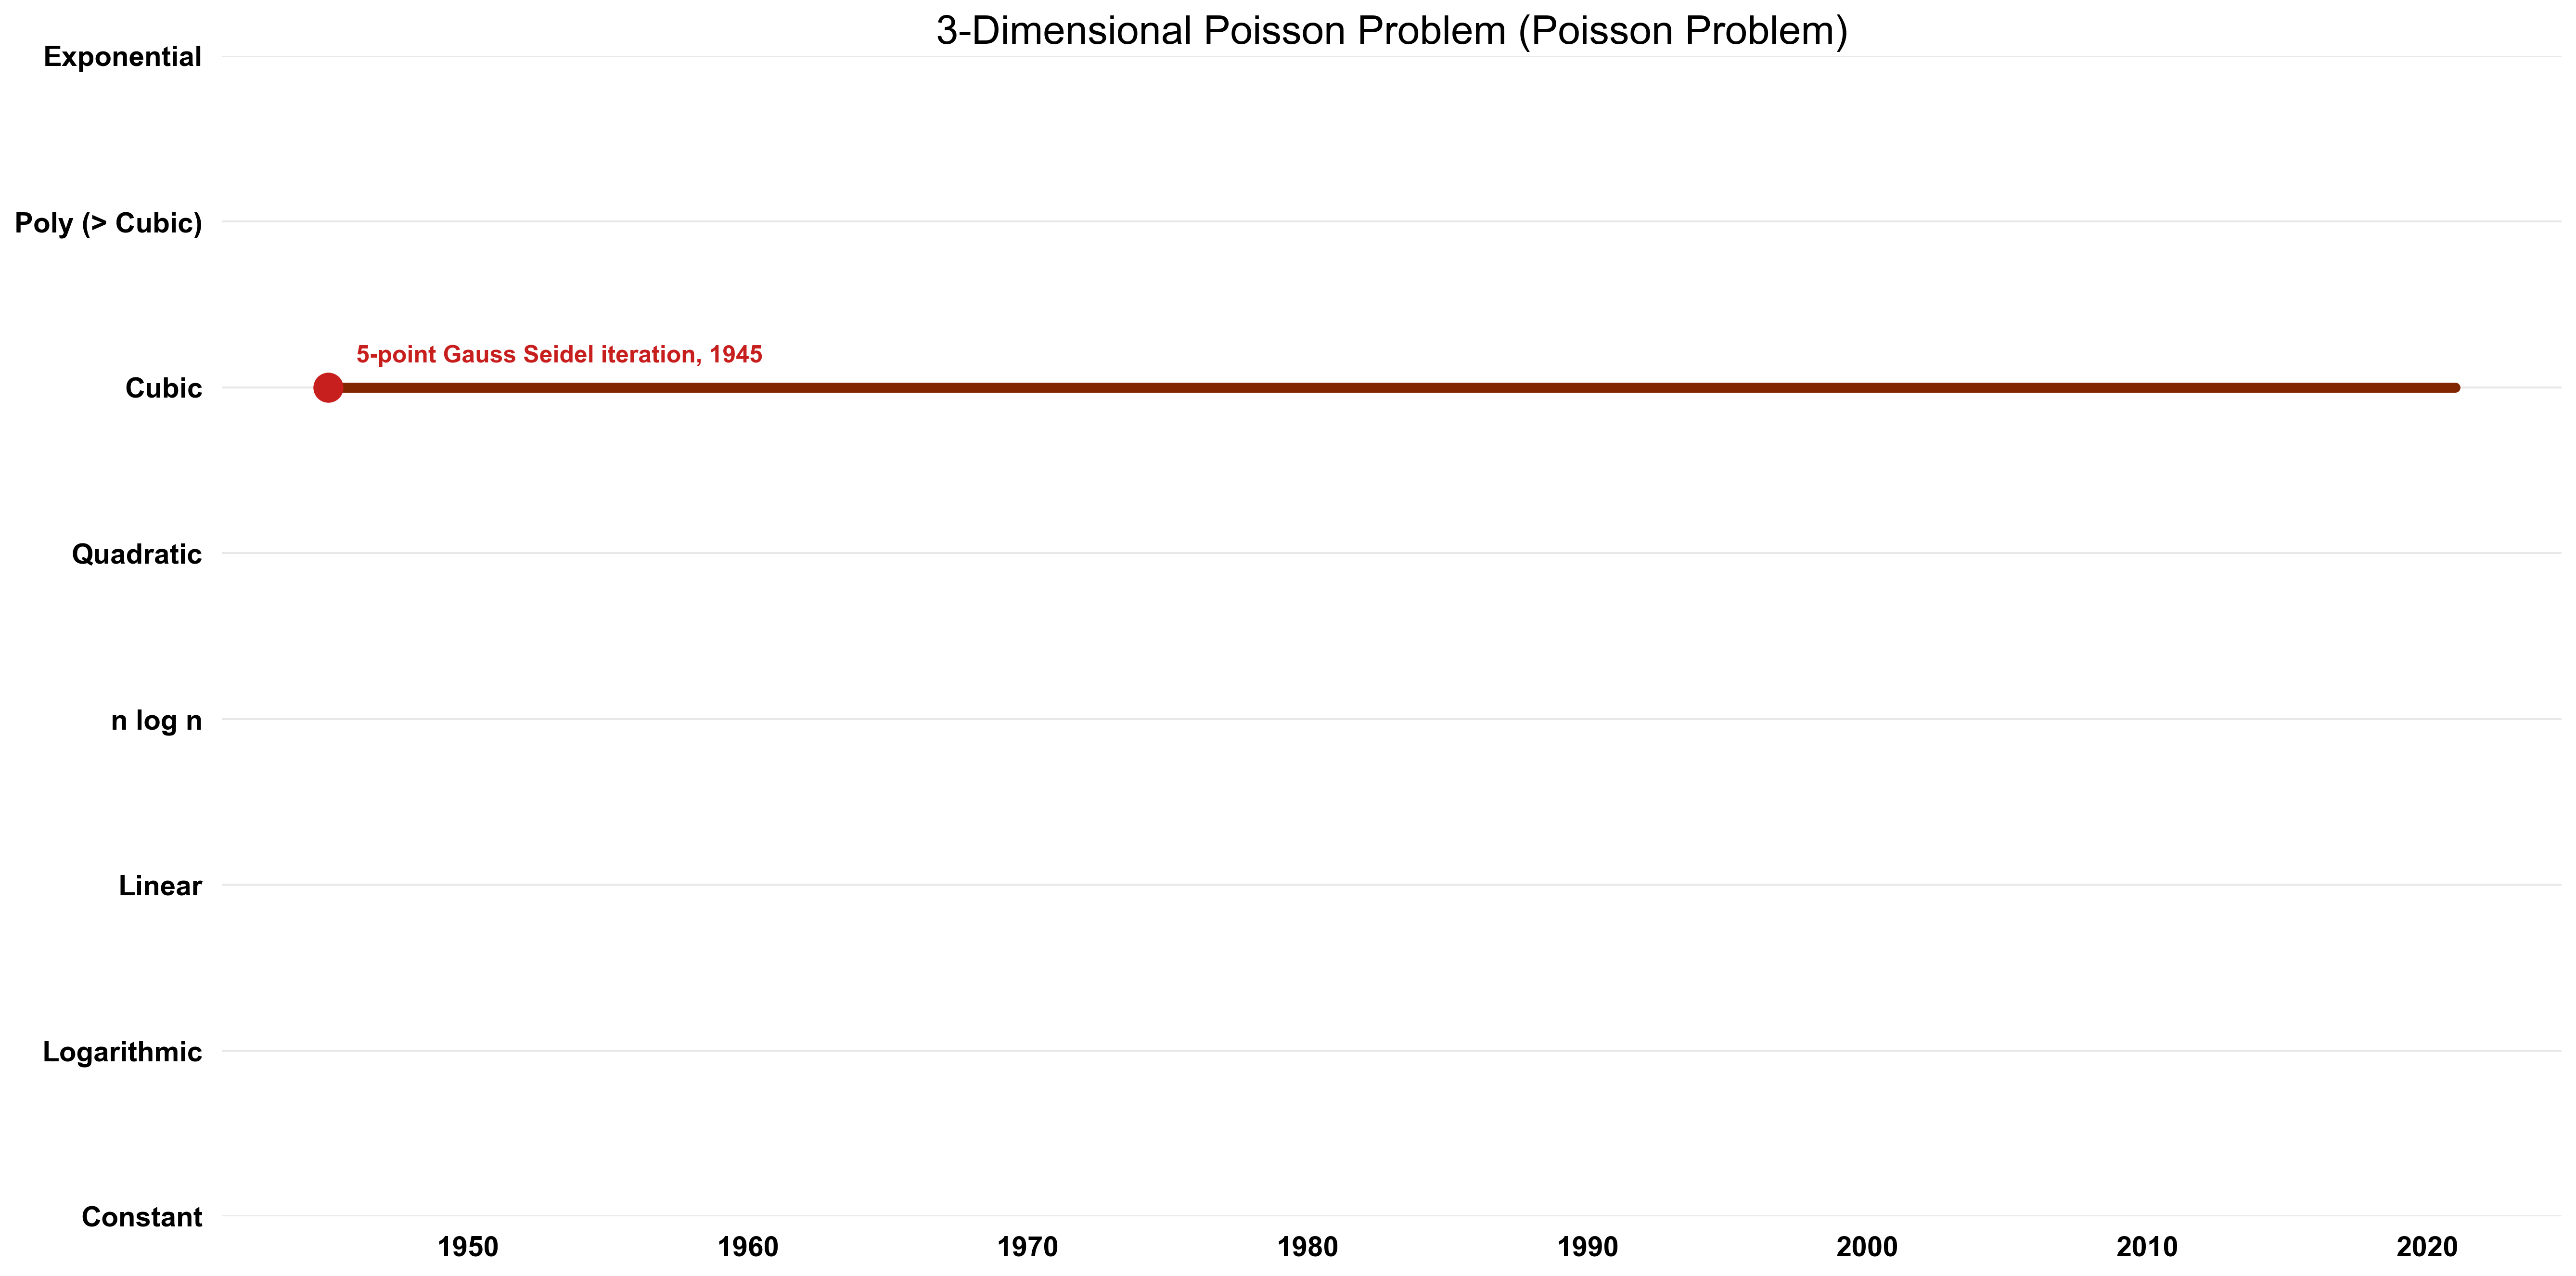 3-Dimensional Poisson Problem (Poisson Problem)
Exponential
Poly (> Cubic)
5-point Gauss Seidel iteration, 1945
Cubic
Quadratic
n log n
Linear
Logarithmic
Constant
1950 1960 1970 1980 1990 2000 2010 2020